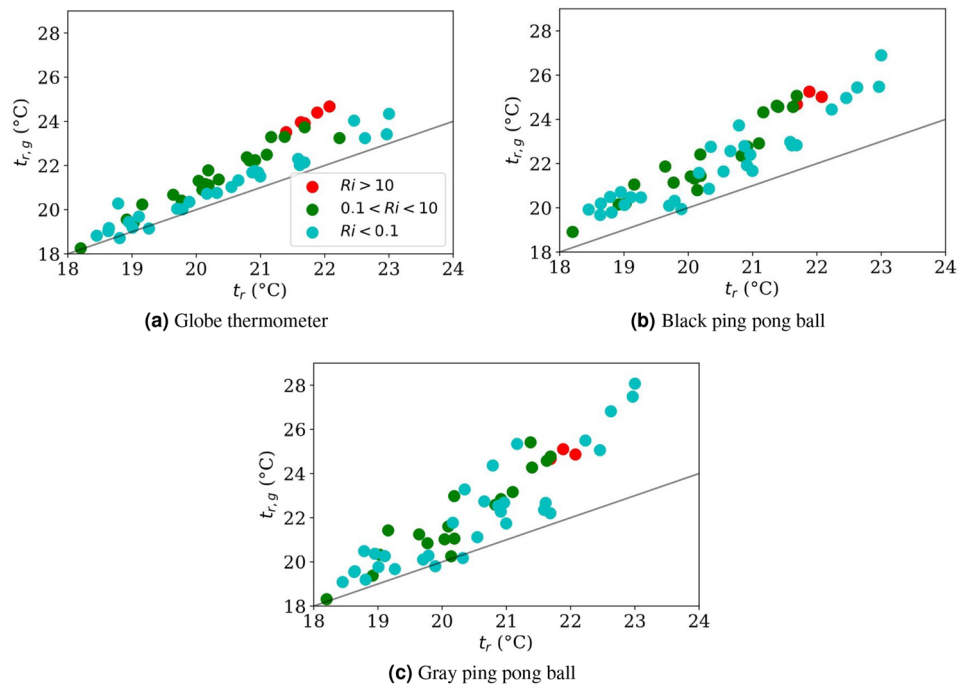 28
26
24
22
20
18
t_{r,g} (°C)
Ri > 10
0.1 < Ri < 10
Ri < 0.1
18 19 20 21 22 23 24
t_r (°C)
(a) Globe thermometer
28
26
24
22
20
18
t_{r,g} (°C)
18 19 20 21 22 23 24
t_r (°C)
(b) Black ping pong ball
28
26
24
22
20
18
t_{r,g} (°C)
18 19 20 21 22 23 24
t_r (°C)
(c) Gray ping pong ball